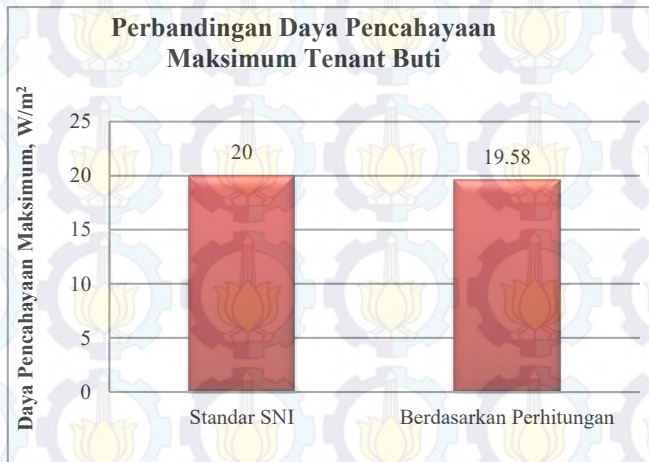 Perbandingan Daya Pencahayaan
Maksimum Tenant Buti
Daya Pencahayaan Maksimum, W/m²
25
20
15
10
5
0
20
19.58
Standar SNI
Berdasarkan Perhitungan